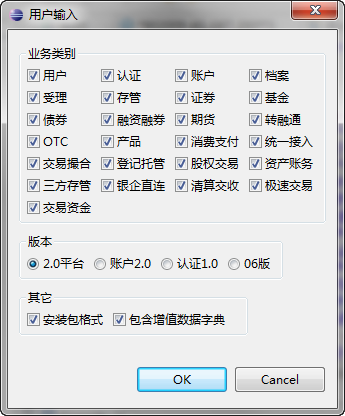 用户输入
业务类别
用户 认证 账户 档案
受理 存管 证券 基金
债券 融资融券 期货 转融通
OTC 产品 消费支付 统一接入
交易撮合 登记托管 股权交易 资产账务
三方存管 银企直连 清算交收 极速交易
交易资金
版本
2.0平台 账户2.0 认证1.0 06版
其它
安装包格式 包含增值数据字典
OK Cancel